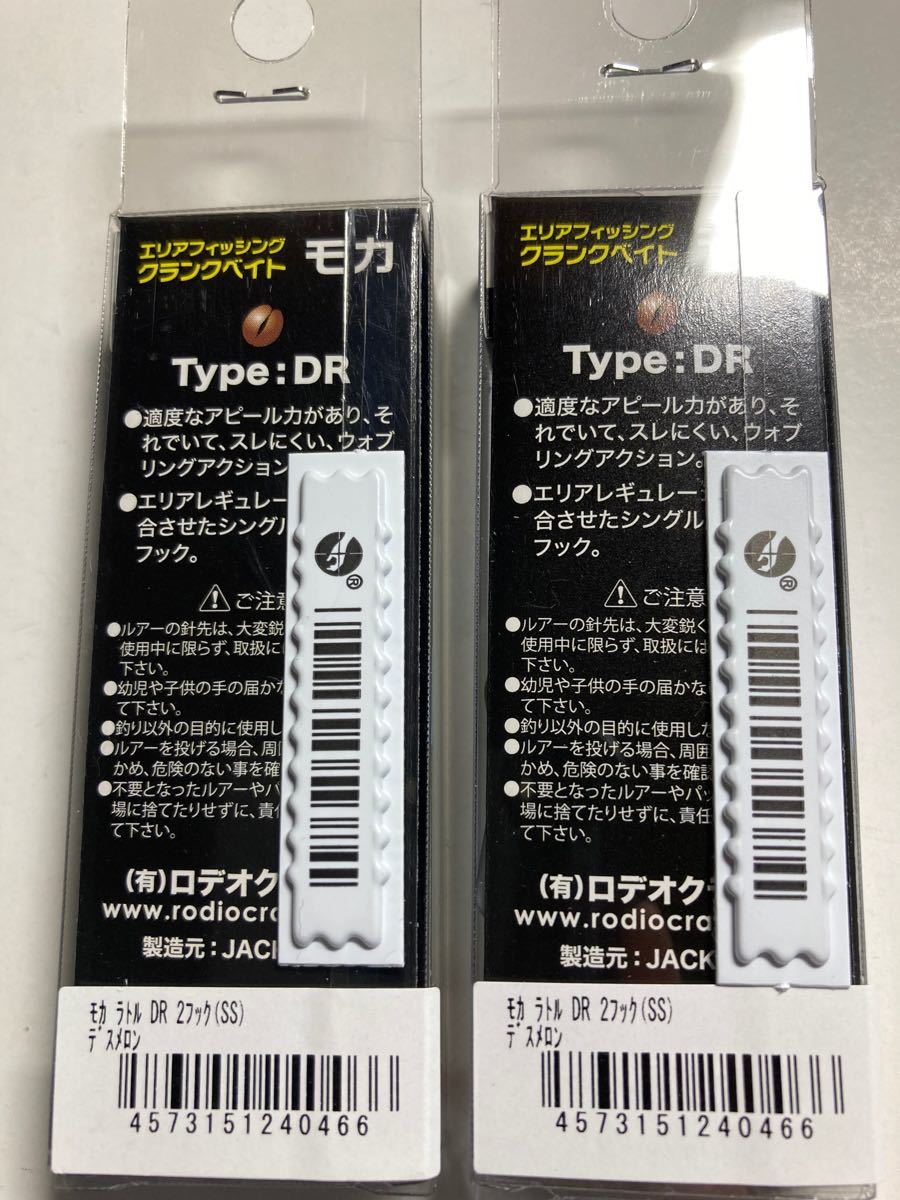 エリアフィッシング
クランクベイト モカ
Type:DR
●適度なアピール力があり、そ
れでいて、スレにくい、ウォブ
リングアクション。
●エリアレギュレー
合させたシングル
フック。
⚠ご注意
●ルアーの針先は、大変鋭
使用中に限らず、取扱に
下さい。
●幼児や子供の手の届か
て下さい。
●釣り以外の目的に使用し
●ルアーを投げる場合、周囲
かめ、危険のない事を確
●不要となったルアーやパッ
場に捨てたりせずに、責任
て下さい。
(有)ロデオク
www.rodiocra
製造元:JACK
®
モカ ラトル DR 2フック(SS)
デスメロン
4573151240466
エリアフィッシング
クランクベイト
Type:DR
●適度なアピール力があり、そ
れでいて、スレにくい、ウォブ
リングアクション。
●エリアレギュレー
合させたシングル
フック。
⚠ご注意
●ルアーの針先は、大変鋭く
使用中に限らず、取扱には
下さい。
●幼児や子供の手の届かな
て下さい。
●釣り以外の目的に使用し
●ルアーを投げる場合、周囲
かめ、危険のない事を確認
●不要となったルアーやパッ
場に捨てたりせずに、責任
て下さい。
(有)ロデオク
www.rodiocra
製造元:JACK
®
モカ ラトル DR 2フック(SS)
デスメロン
4573151240466